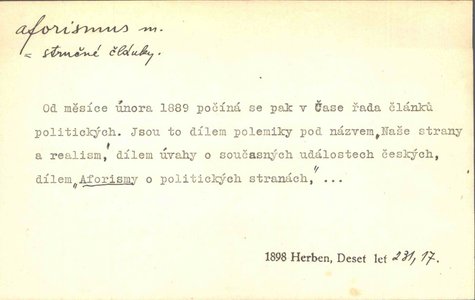 aforismus m.
= stručné články.
Od měsíce února 1889 počíná se pak v Čase řada článků
politických. Jsou to dílem polemiky pod názvem „Naše strany
a realism,“ dílem úvahy o současných událostech českých,
dílem „Aforismy o politických stranách,“ ...
1898 Herben, Deset let 231, 17.